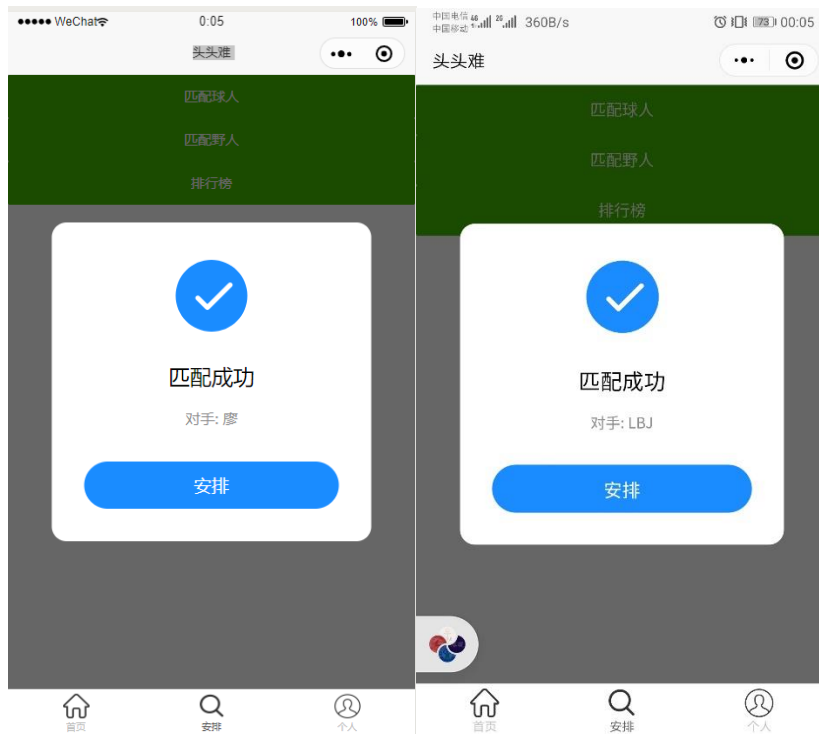 WeChat 0:05 100%
头头难
匹配球人
匹配野人
排行榜
匹配成功
对手: 廖
安排
首页 安排 个人
中国电信 46 26 360B/s 73 00:05
中国移动
头头难
匹配球人
匹配野人
排行榜
匹配成功
对手: LBJ
安排
首页 安排 个人